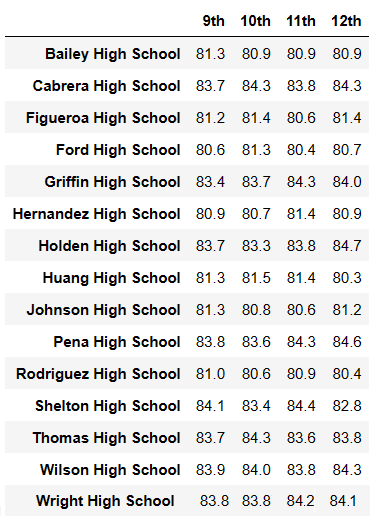 9th 10th 11th 12th
Bailey High School 81.3 80.9 80.9 80.9
Cabrera High School 83.7 84.3 83.8 84.3
Figueroa High School 81.2 81.4 80.6 81.4
Ford High School 80.6 81.3 80.4 80.7
Griffin High School 83.4 83.7 84.3 84.0
Hernandez High School 80.9 80.7 81.4 80.9
Holden High School 83.7 83.3 83.8 84.7
Huang High School 81.3 81.5 81.4 80.3
Johnson High School 81.3 80.8 80.6 81.2
Pena High School 83.8 83.6 84.3 84.6
Rodriguez High School 81.0 80.6 80.9 80.4
Shelton High School 84.1 83.4 84.4 82.8
Thomas High School 83.7 84.3 83.6 83.8
Wilson High School 83.9 84.0 83.8 84.3
Wright High School 83.8 83.8 84.2 84.1